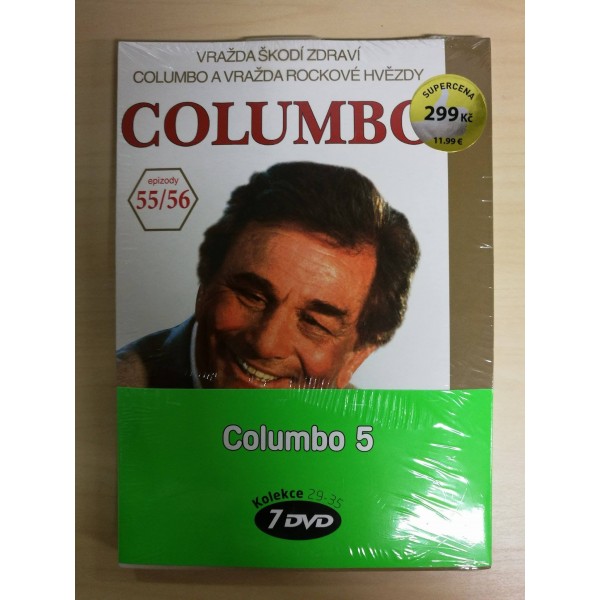 VRAŽDA ŠKODÍ ZDRAVÍ
COLUMBO A VRAŽDA ROCKOVÉ HVĚZDY
COLUMBO
SUPERCENA
299 Kč
11.99 €
epizody
55/56
Columbo 5
Kolekce 29-35
7 DVD